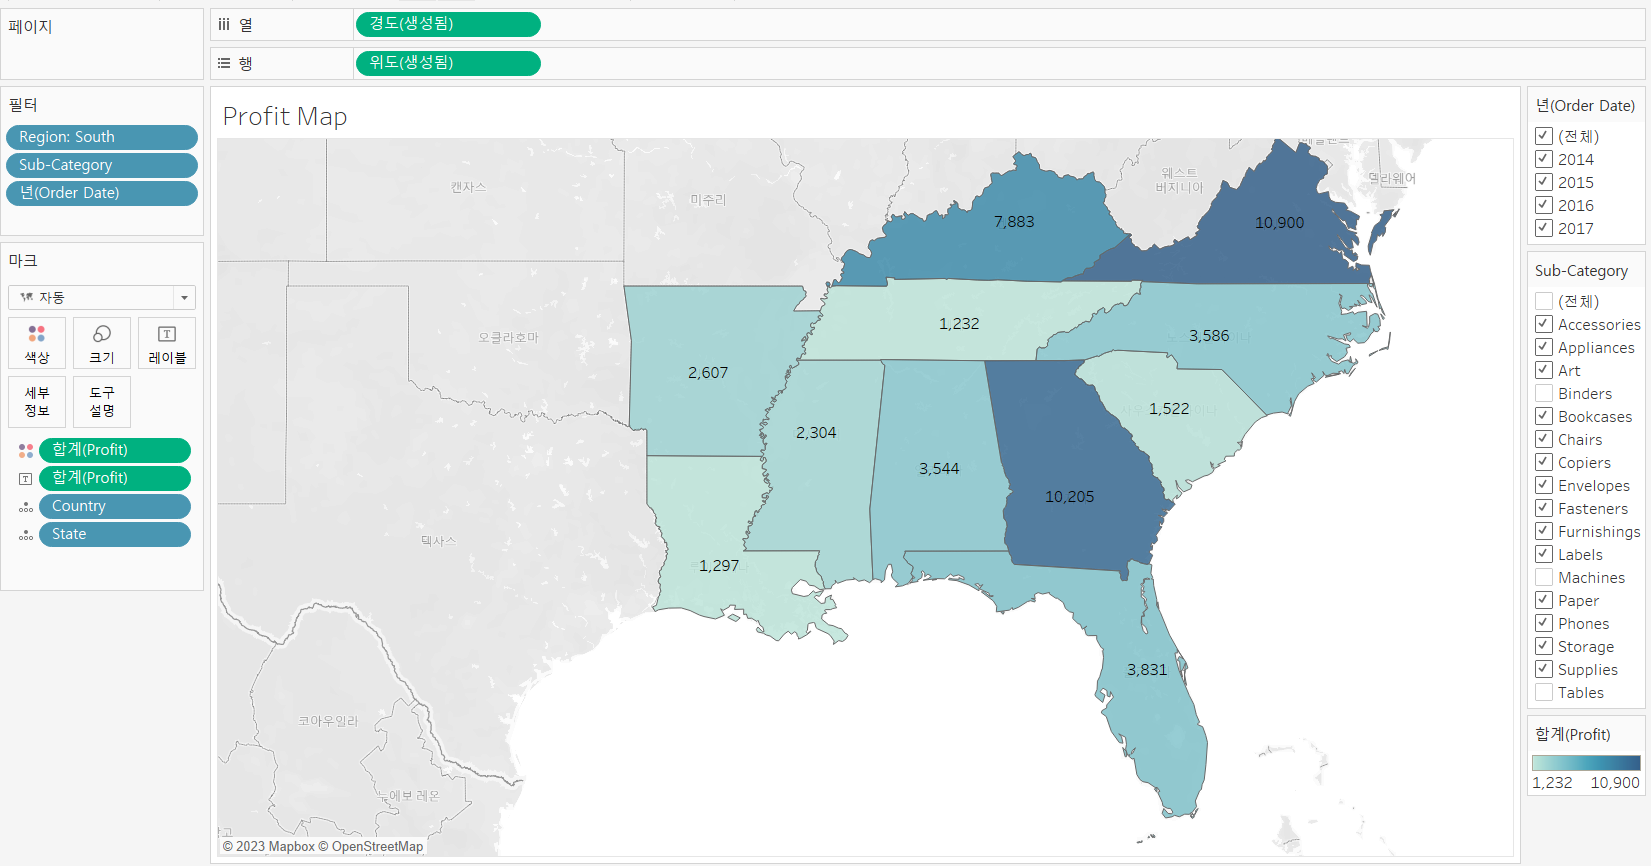 페이지
열
경도(생성됨)
행
위도(생성됨)
필터
Region: South
Sub-Category
년(Order Date)
마크
자동
색상
크기
레이블
세부
정보
도구
설명
합계(Profit)
합계(Profit)
Country
State
Profit Map
캔자스
미주리
웨스트
버지니아
델라웨어
오클라호마
텍사스
코아우일라
누에보 레온
7,883
10,900
1,232
3,586
2,607
1,522
2,304
3,544
10,205
1,297
3,831
© 2023 Mapbox © OpenStreetMap
년(Order Date)
(전체)
2014
2015
2016
2017
Sub-Category
(전체)
Accessories
Appliances
Art
Binders
Bookcases
Chairs
Copiers
Envelopes
Fasteners
Furnishings
Labels
Machines
Paper
Phones
Storage
Supplies
Tables
합계(Profit)
1,232 10,900